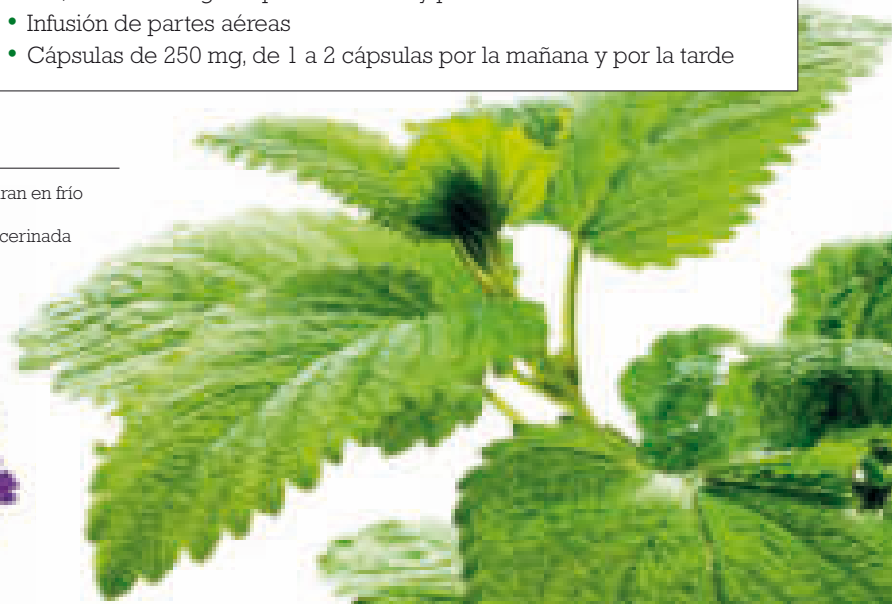 • Infusión de partes aéreas
• Cápsulas de 250 mg, de 1 a 2 cápsulas por la mañana y por la tarde
ran en frío
cerinada